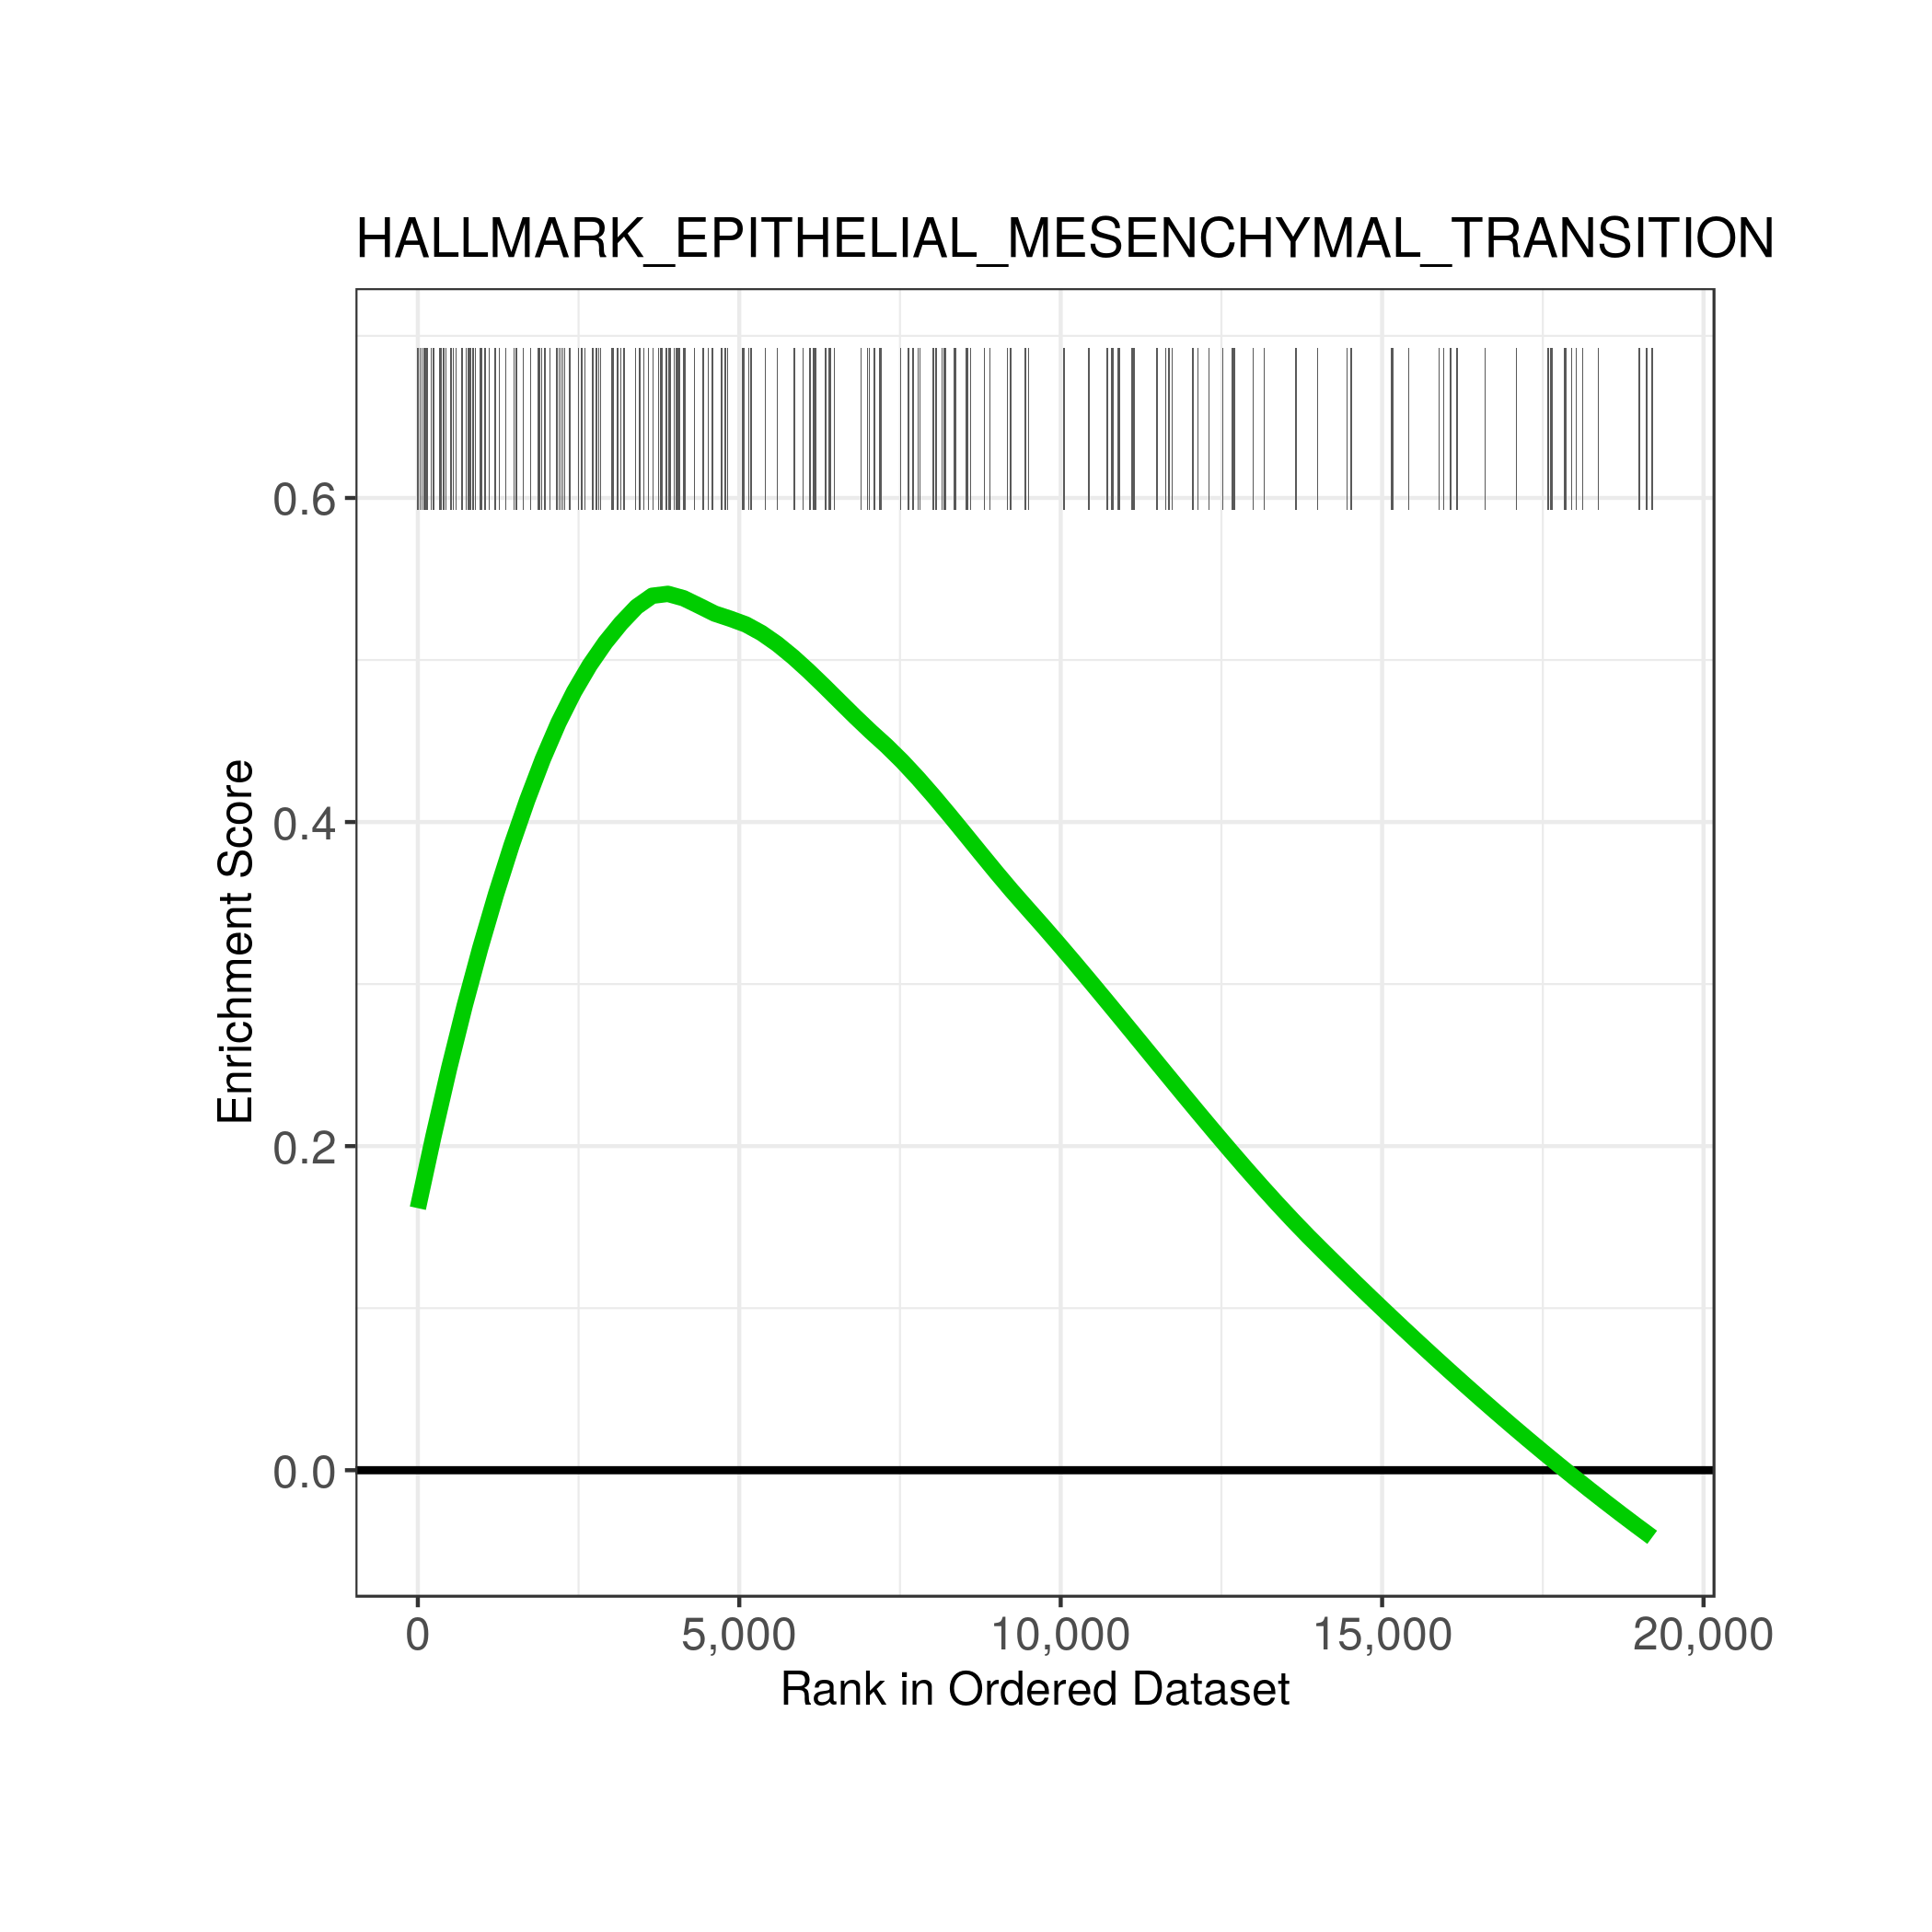 HALLMARK_EPITHELIAL_MESENCHYMAL_TRANSITION
Enrichment Score
0.6
0.4
0.2
0.0
0 5,000 10,000 15,000 20,000
Rank in Ordered Dataset